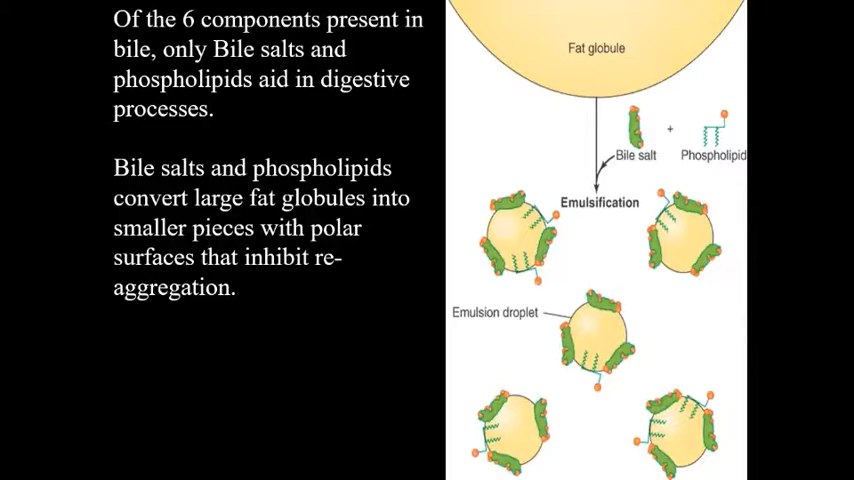 Of the 6 components present in
bile, only Bile salts and
phospholipids aid in digestive
processes.
Bile salts and phospholipids
convert large fat globules into
smaller pieces with polar
surfaces that inhibit re-
aggregation.
Fat globule
+
Bile salt
Phospholipid
Emulsification
Emulsion droplet